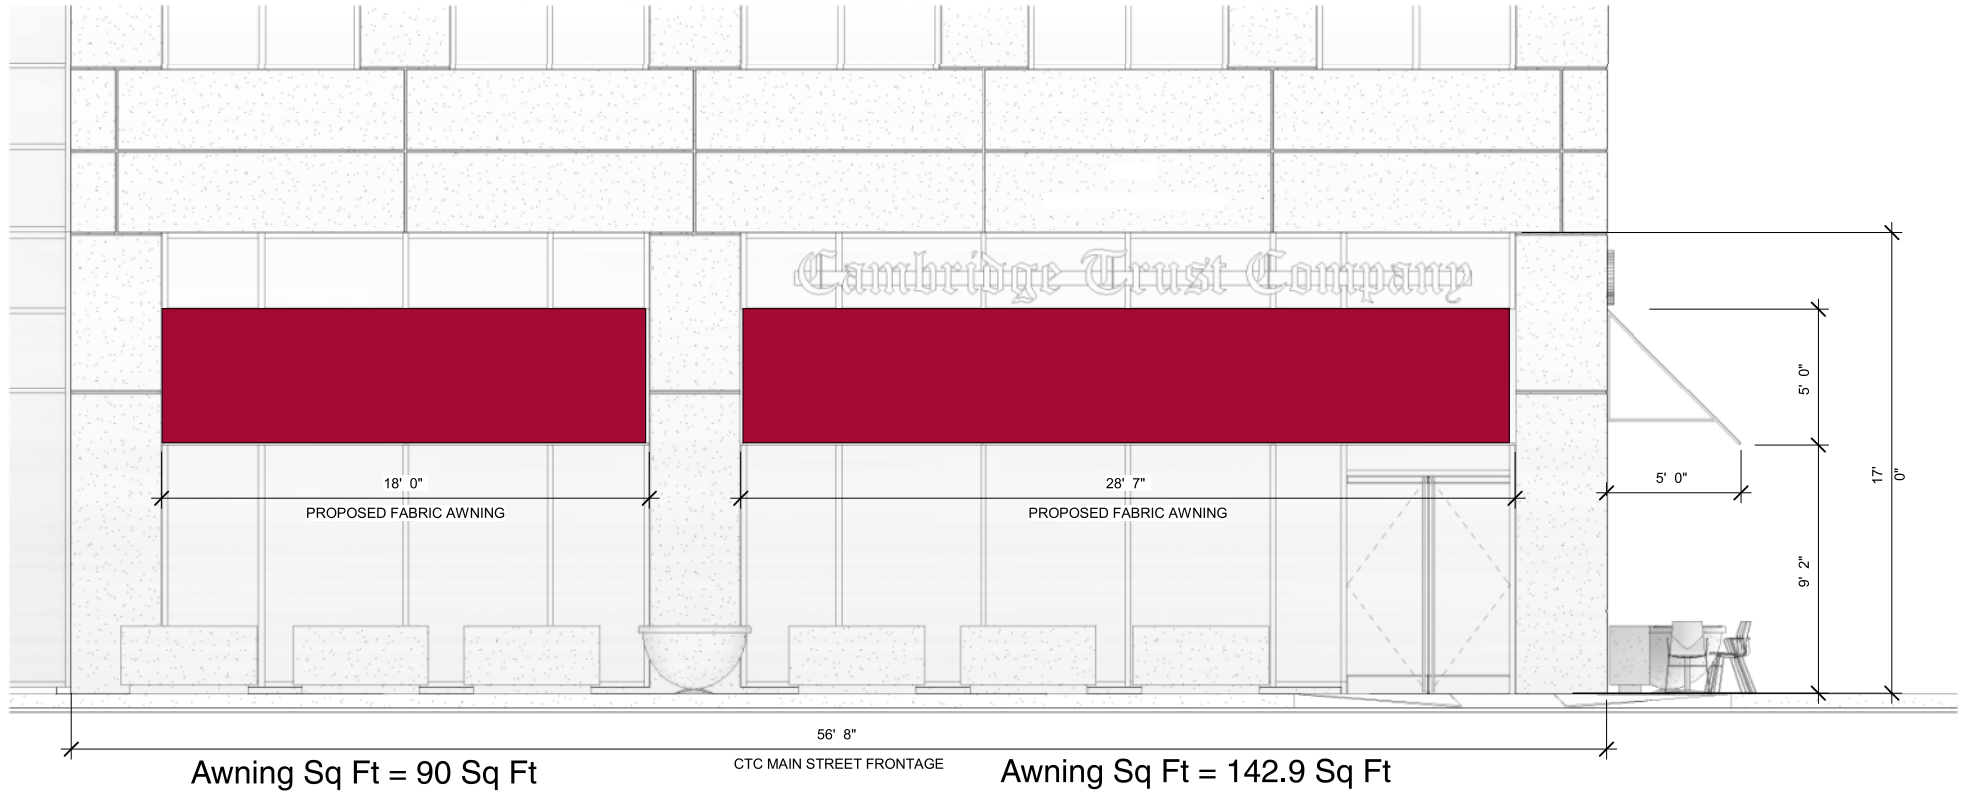 Cambridge Trust Company
18' 0"
PROPOSED FABRIC AWNING
28' 7"
PROPOSED FABRIC AWNING
5' 0"
5' 0"
9' 2"
17' 0"
56' 8"
CTC MAIN STREET FRONTAGE
Awning Sq Ft = 90 Sq Ft
Awning Sq Ft = 142.9 Sq Ft